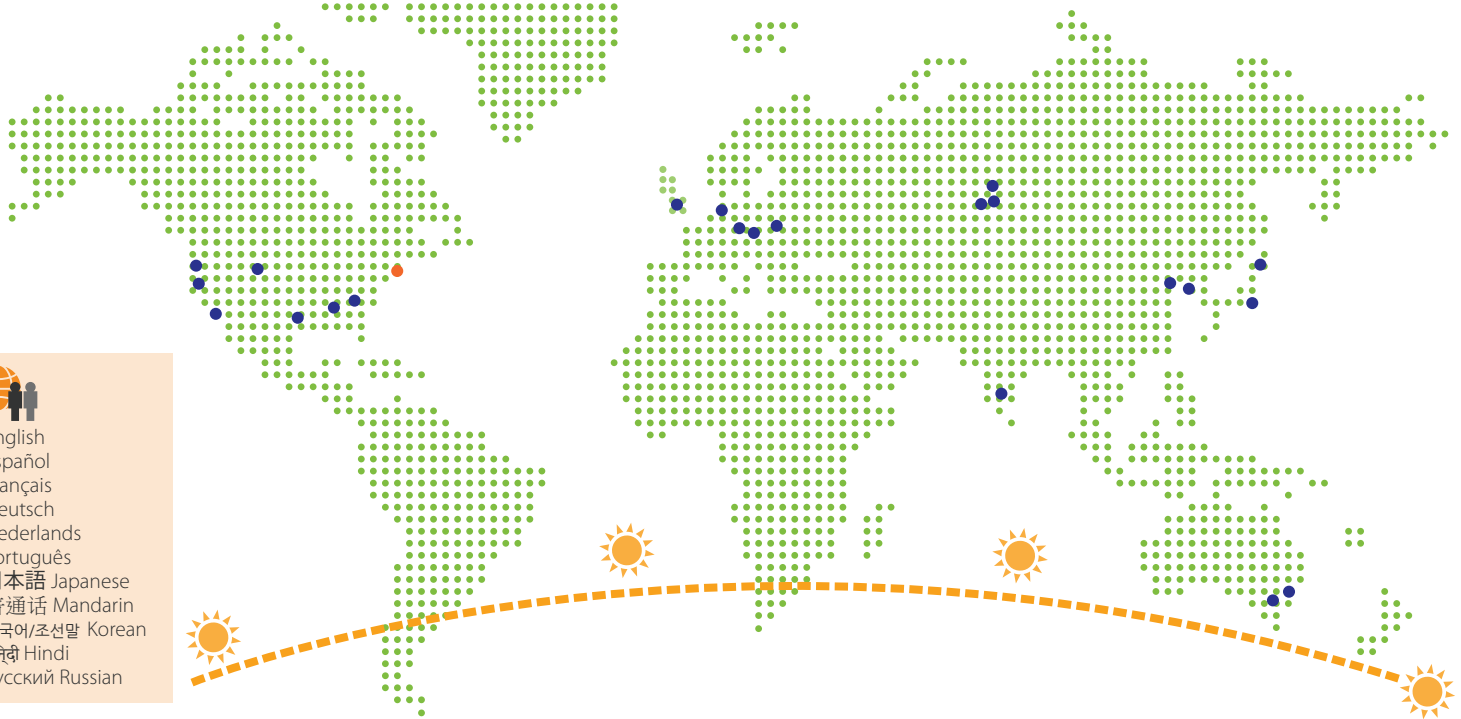 nglish
spañol
ançais
eutsch
ederlands
ortuguês
本語 Japanese
通话 Mandarin
국어/조선말 Korean
Hindi
усский Russian